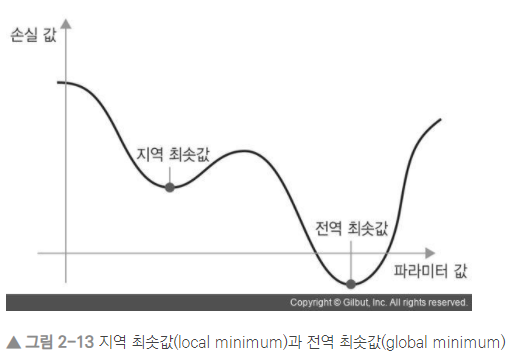 손실 값
지역 최솟값
전역 최솟값
파라미터 값
Copyright © Gilbut, Inc. All rights reserved.
▲ 그림 2-13 지역 최솟값(local minimum)과 전역 최솟값(global minimum)